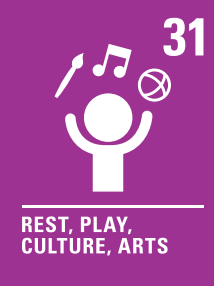 31
REST, PLAY,
CULTURE, ARTS